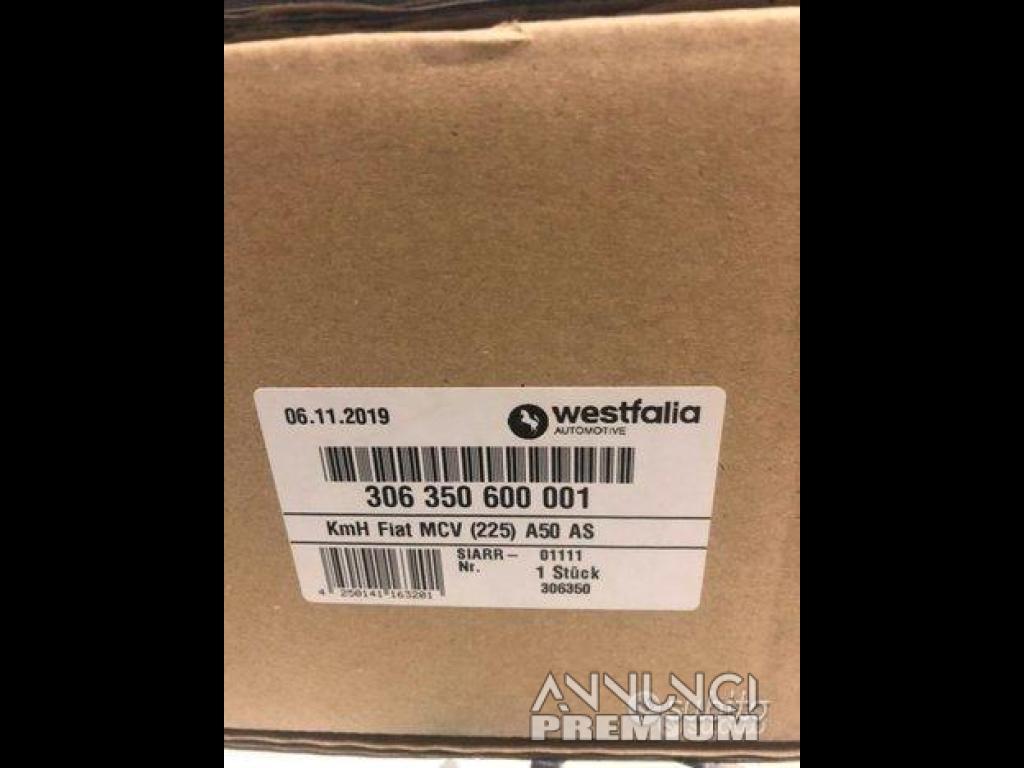 06.11.2019
westfalia
AUTOMOTIVE
306 350 600 001
KmH Fiat MCV (225) A50 AS
SIARR- 01111
Nr. 1 Stück
306350
4 250141 163201
ANNUNCI
PREMIUM
subito